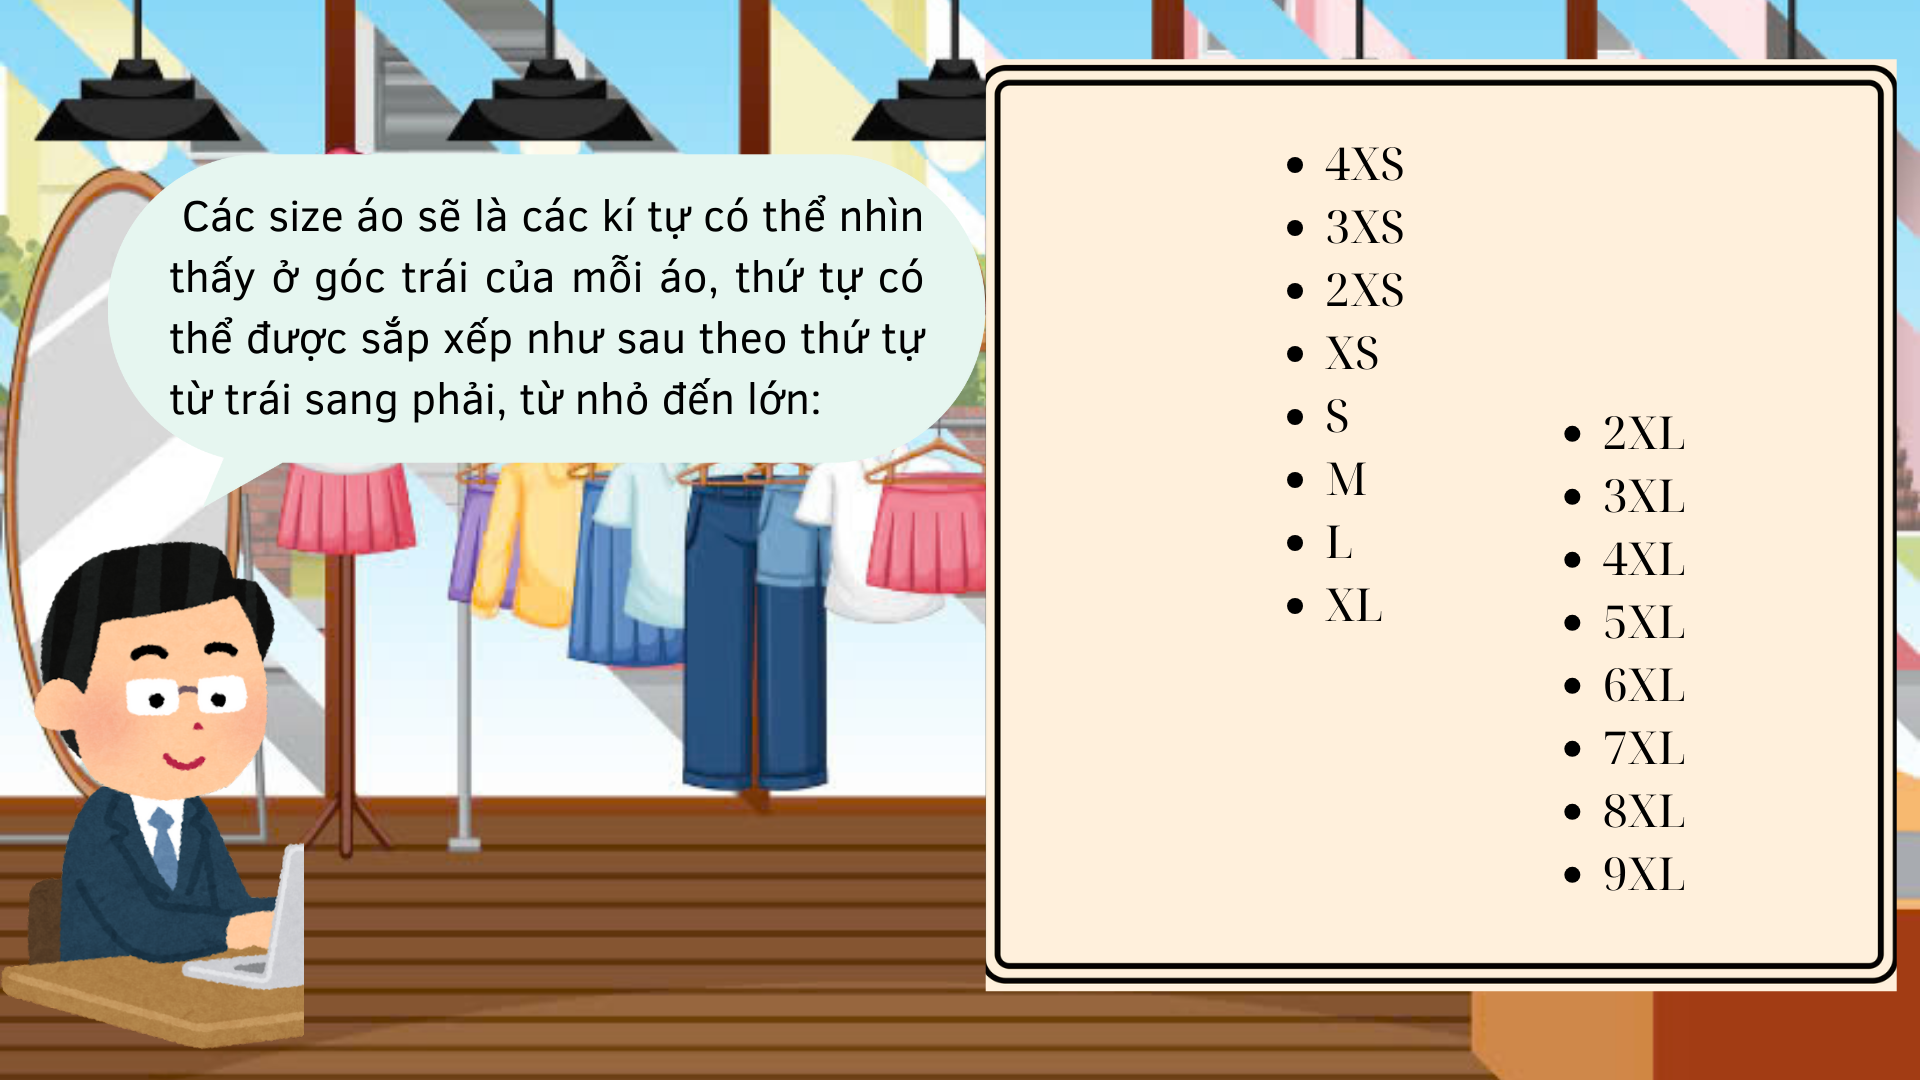 Các size áo sẽ là các kí tự có thể nhìn
thấy ở góc trái của mỗi áo, thứ tự có
thể được sắp xếp như sau theo thứ tự
từ trái sang phải, từ nhỏ đến lớn:
4XS
3XS
2XS
XS
S
M
L
XL
2XL
3XL
4XL
5XL
6XL
7XL
8XL
9XL